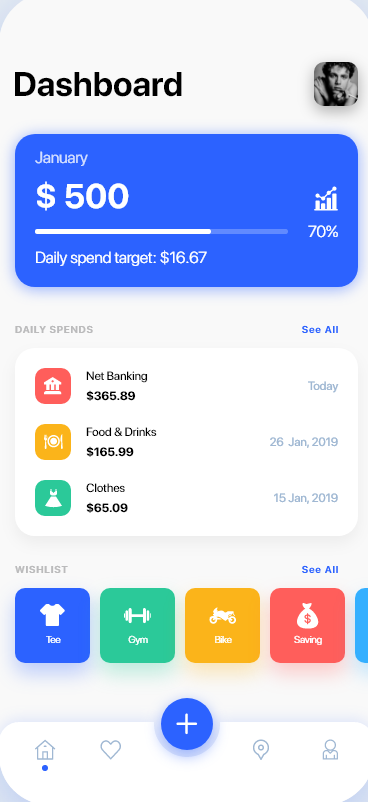 Dashboard
January
$ 500
70%
Daily spend target: $16.67
DAILY SPENDS
See All
Net Banking
$365.89
Today
Food & Drinks
$165.99
26 Jan, 2019
Clothes
$65.09
15 Jan, 2019
WISHLIST
See All
Tee
Gym
Bike
Saving